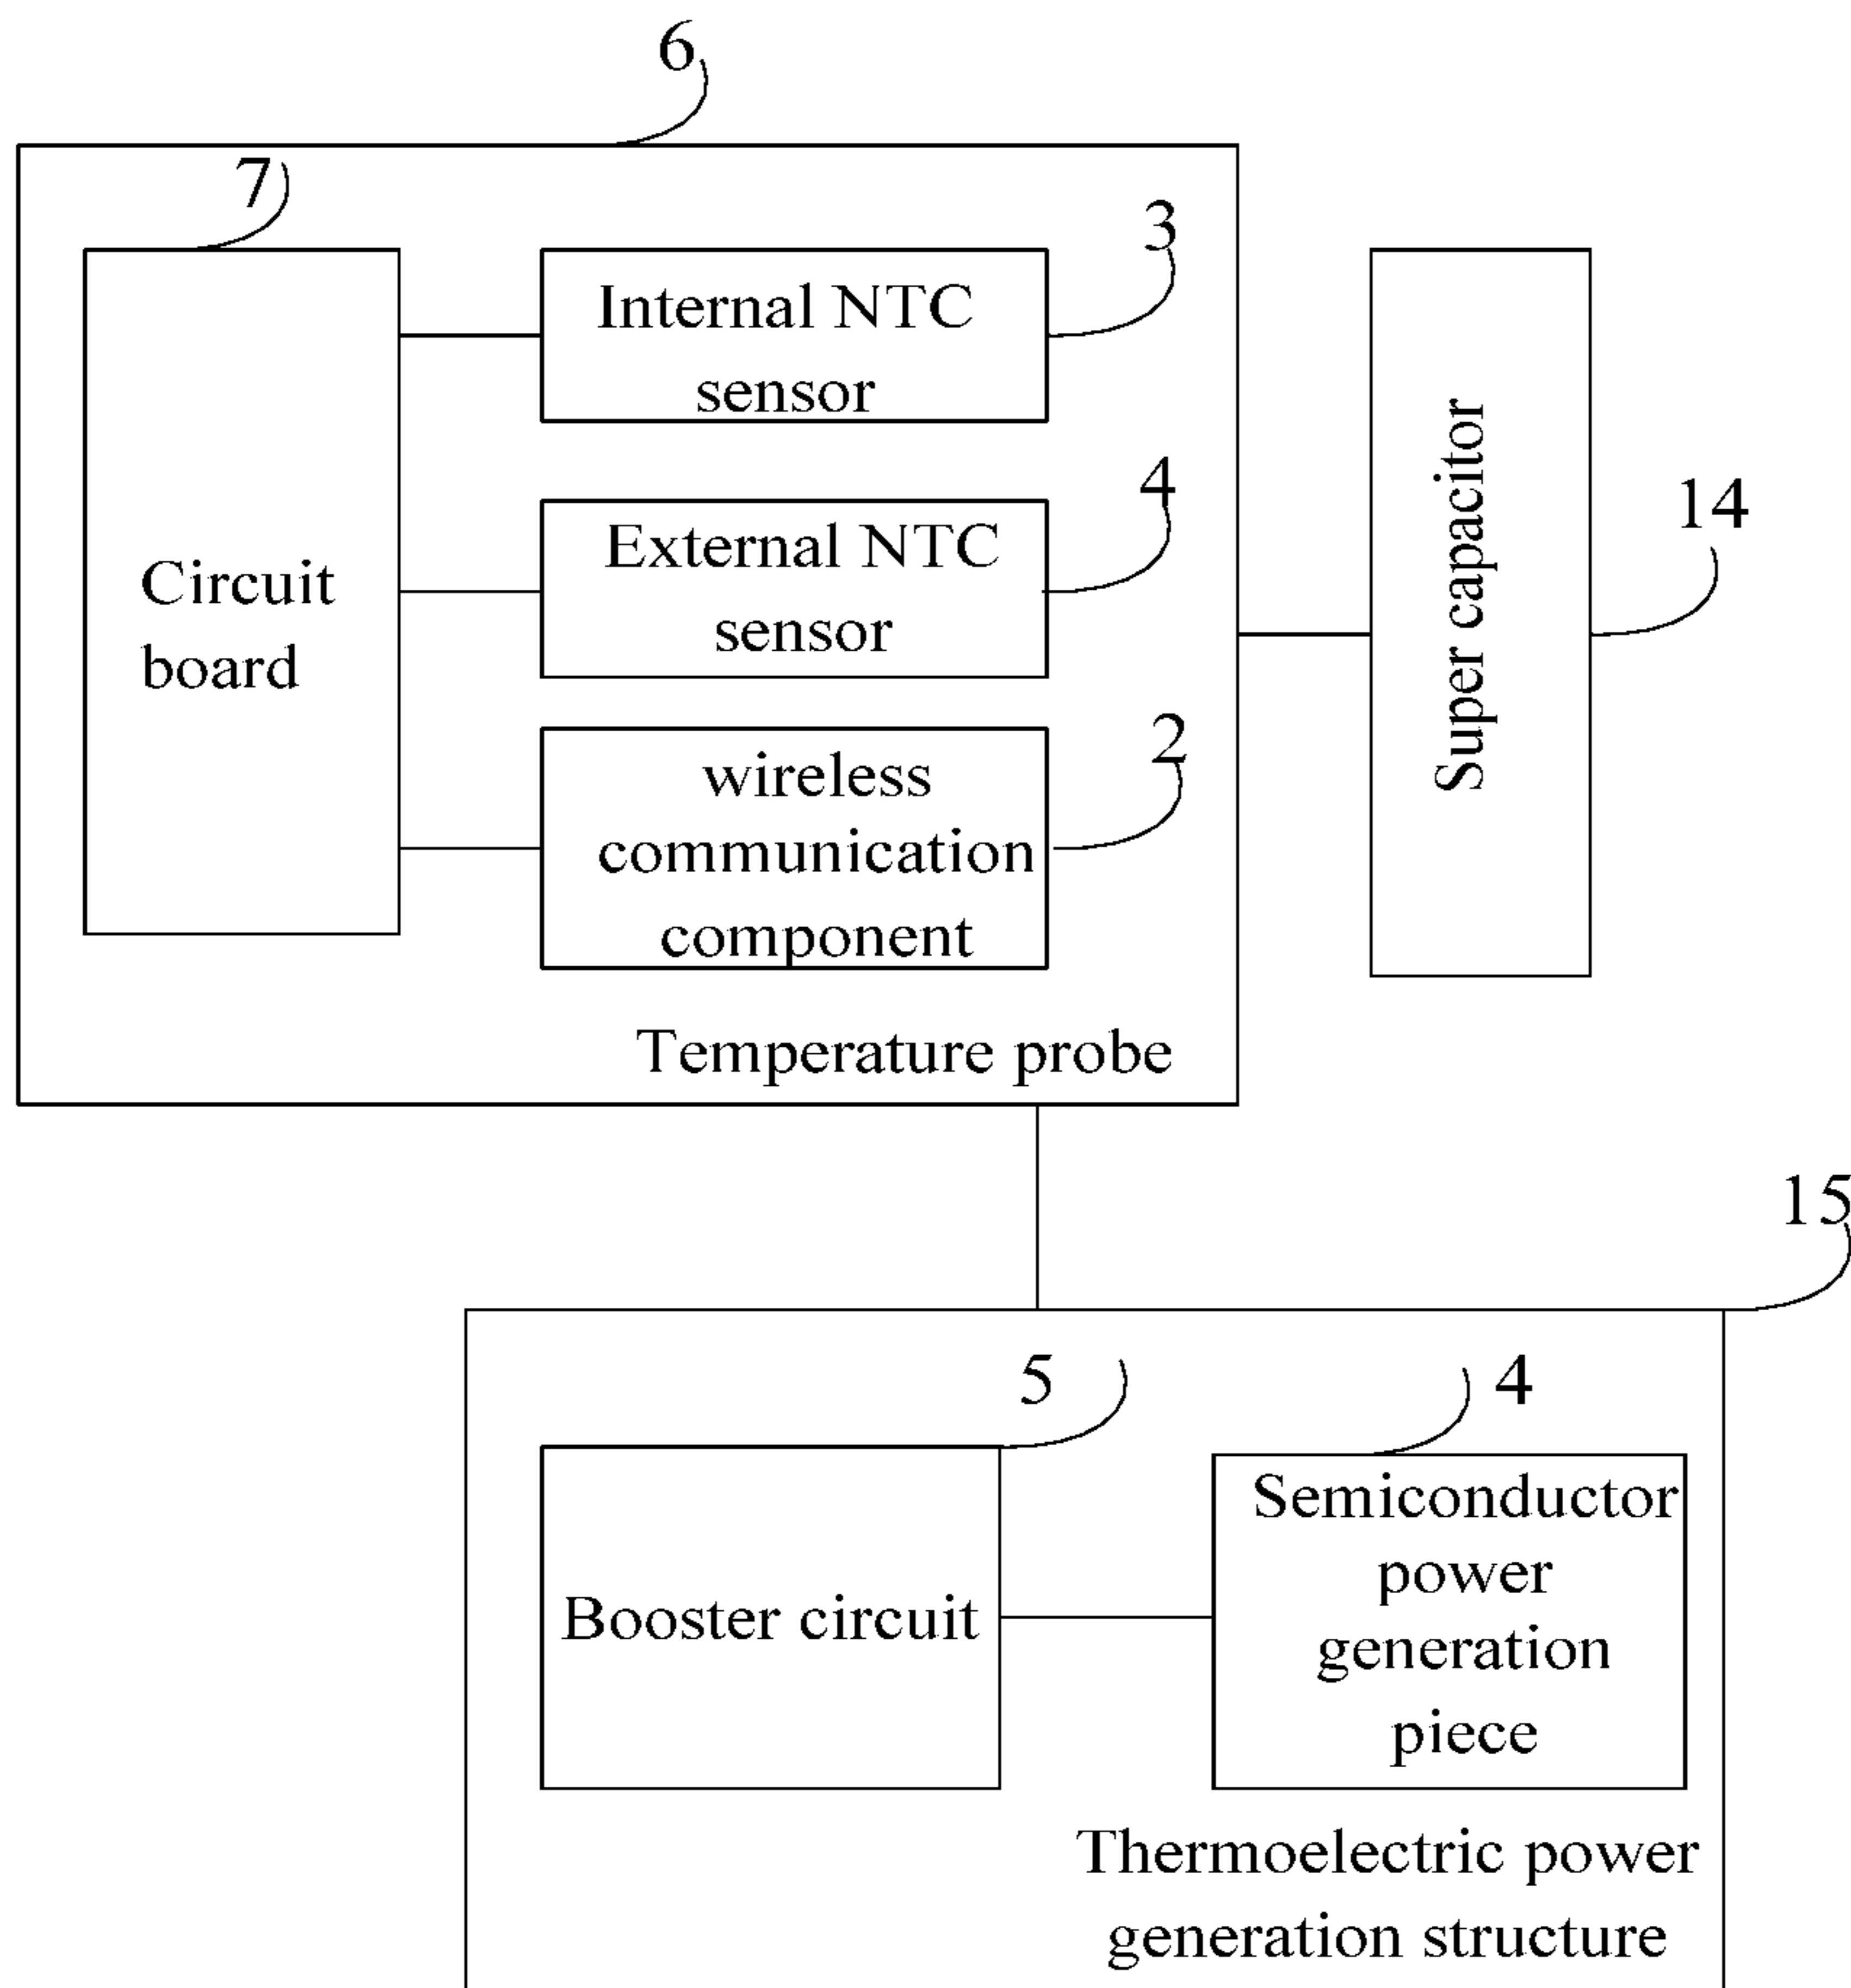 6
7
Internal NTC
sensor
3
External NTC
sensor
4
Circuit
board
wireless
communication
component
2
Temperature probe
Super capacitor
14
15
5
4
Booster circuit
Semiconductor
power
generation
piece
Thermoelectric power
generation structure